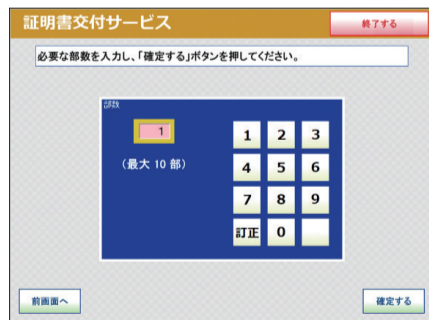 証明書交付サービス
終了する
必要な部数を入力し、「確定する」ボタンを押してください。
部数
1
(最大 10 部)
1 2 3
4 5 6
7 8 9
訂正 0
前画面へ
確定する